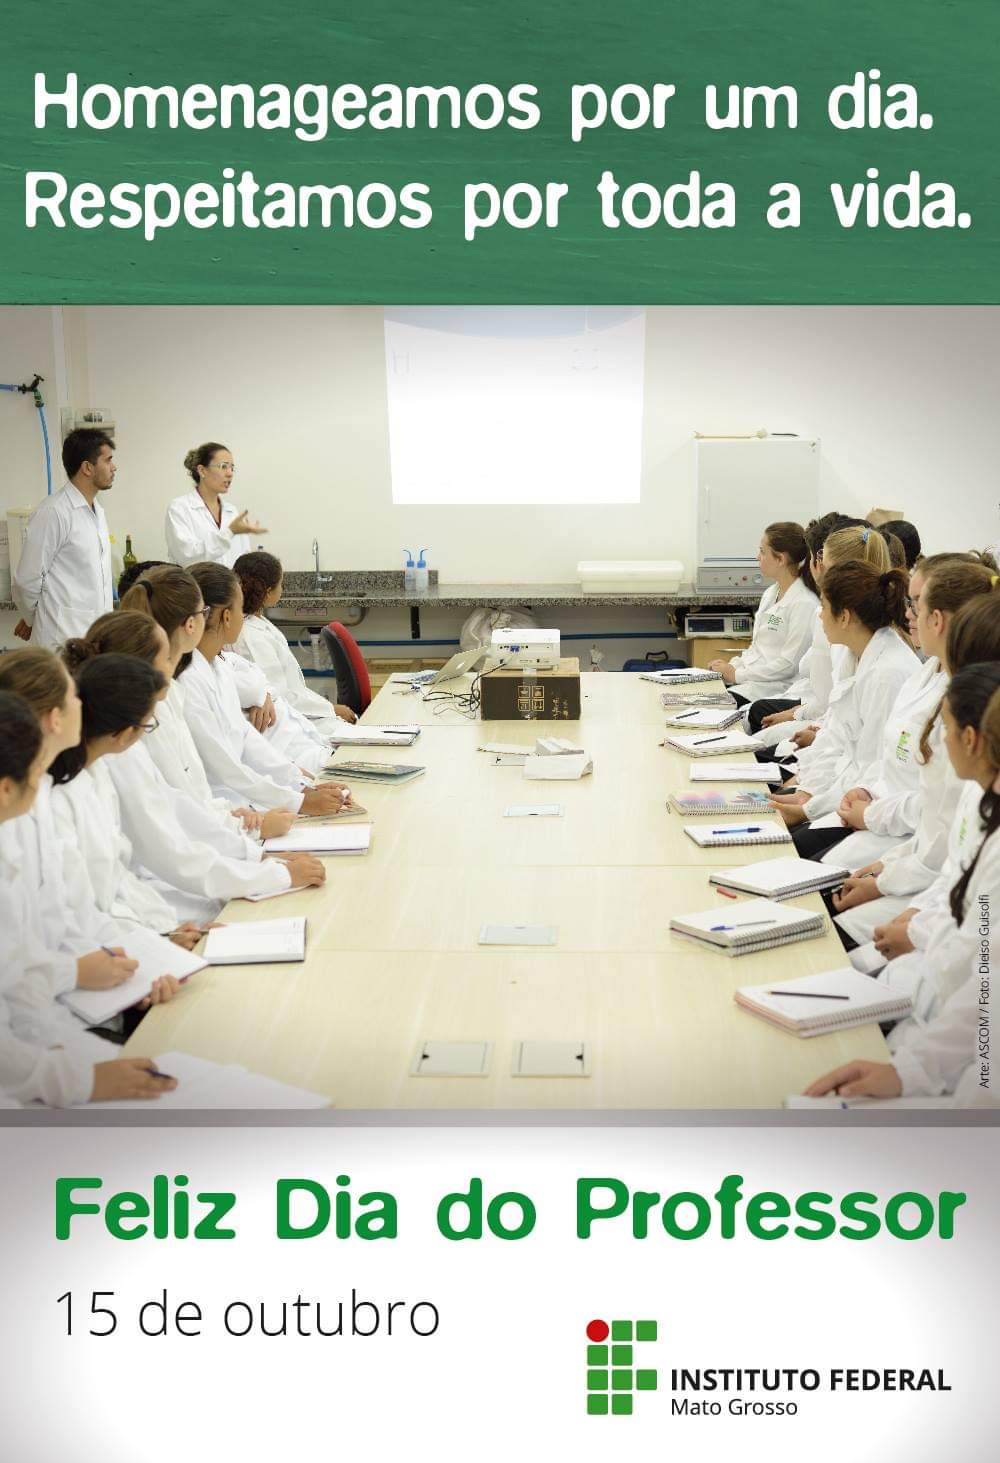 Homenageamos por um dia.
Respeitamos por toda a vida.
Arte: ASCOM / Foto: Dielso Guisolfi
Feliz Dia do Professor
15 de outubro
INSTITUTO FEDERAL
Mato Grosso